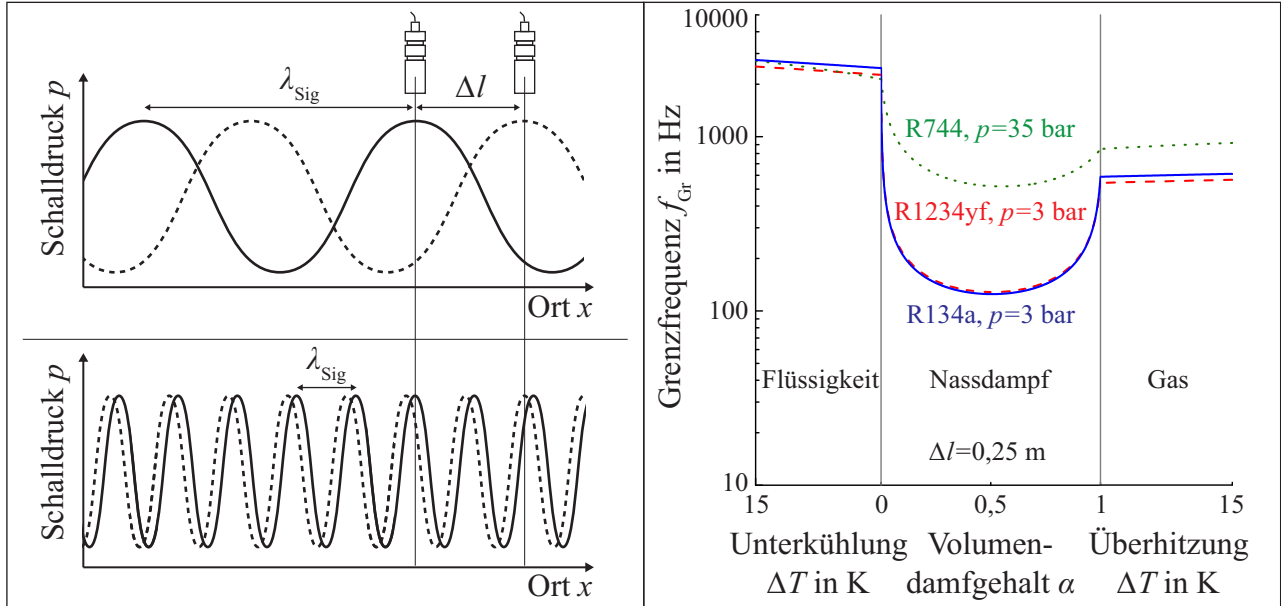 Schalldruck p
λSig
Δl
Ort x
Schalldruck p
λSig
Ort x
Grenzfrequenz fGr in Hz
10000
1000
100
10
R744, p=35 bar
R1234yf, p=3 bar
R134a, p=3 bar
Flüssigkeit Nassdampf Gas
Δl=0,25 m
15 0 0,5 1 15
Unterkühlung Volumen- Überhitzung
ΔT in K damfgehalt α ΔT in K